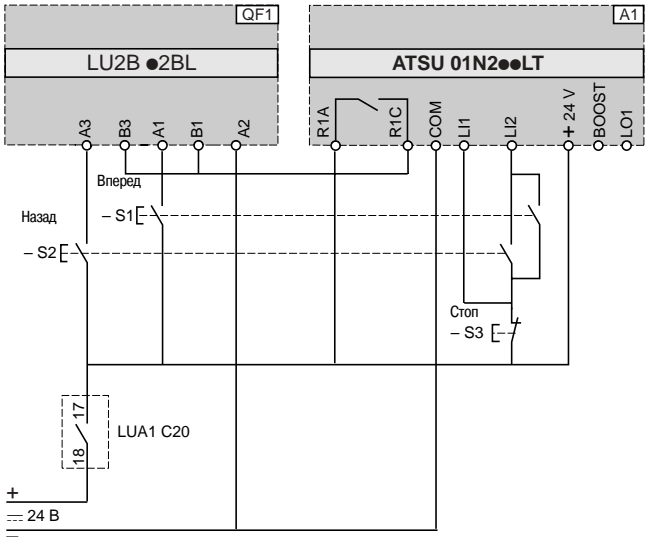 QF1
A1
LU2B ●2BL
ATSU 01N2●●LT
A3
B3
A1
B1
A2
R1A
R1C
COM
LI1
LI2
+ 24 V
BOOST
LO1
Вперед
– S1
Назад
– S2
Стоп
– S3
17
18
LUA1 C20
+
24 В
–